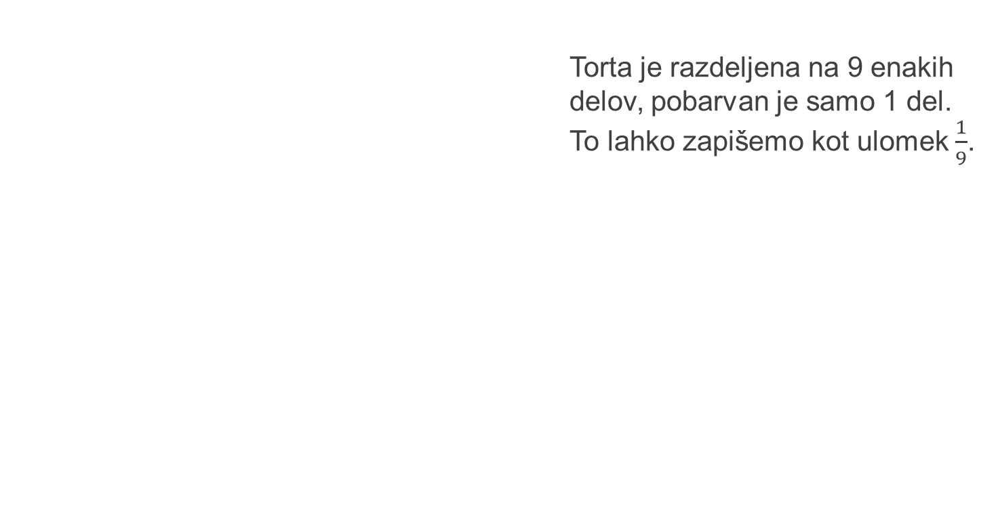 Torta je razdeljena na 9 enakih
delov, pobarvan je samo 1 del.
To lahko zapišemo kot ulomek 1/9.